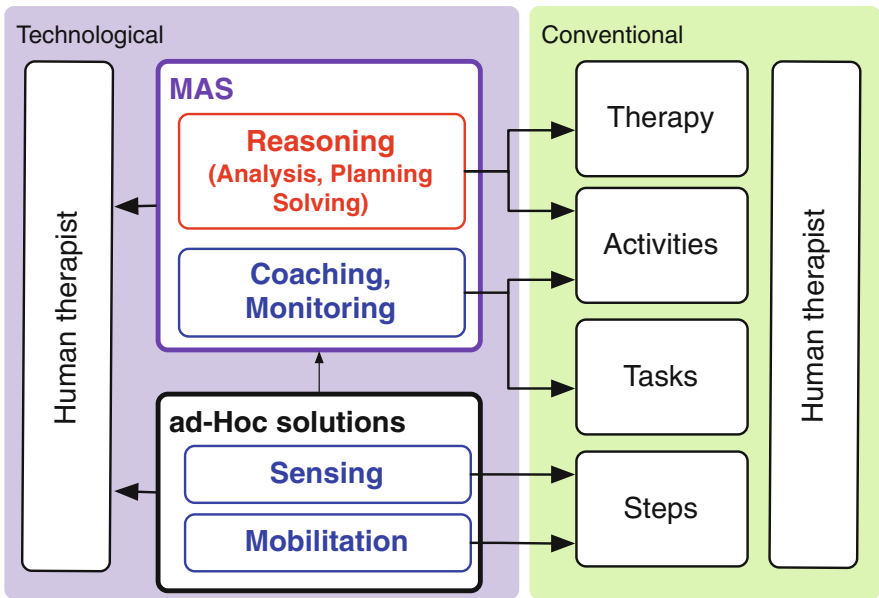 Technological
Human therapist
MAS
Reasoning
(Analysis, Planning
Solving)
Coaching,
Monitoring
ad-Hoc solutions
Sensing
Mobilitation
Conventional
Therapy
Activities
Tasks
Steps
Human therapist